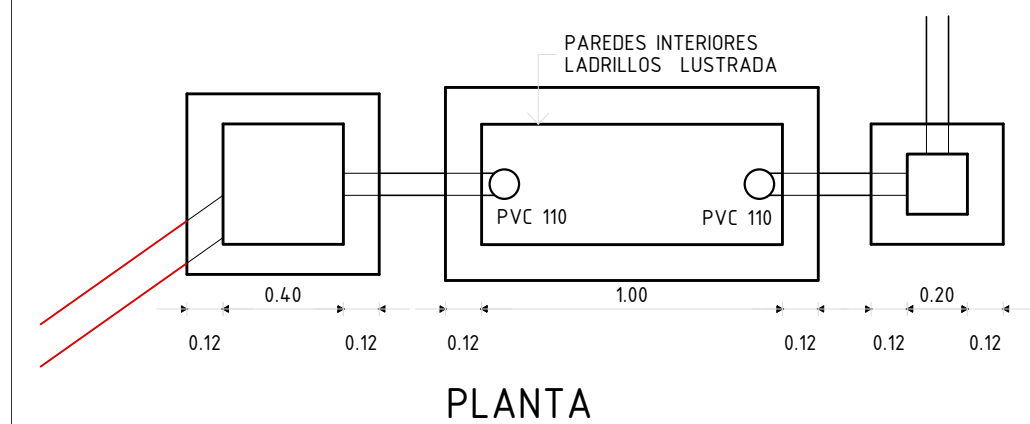 PAREDES INTERIORES
LADRILLOS LUSTRADA
PVC 110
PVC 110
0.40
1.00
0.20
0.12
0.12
0.12
0.12
0.12
0.12
PLANTA